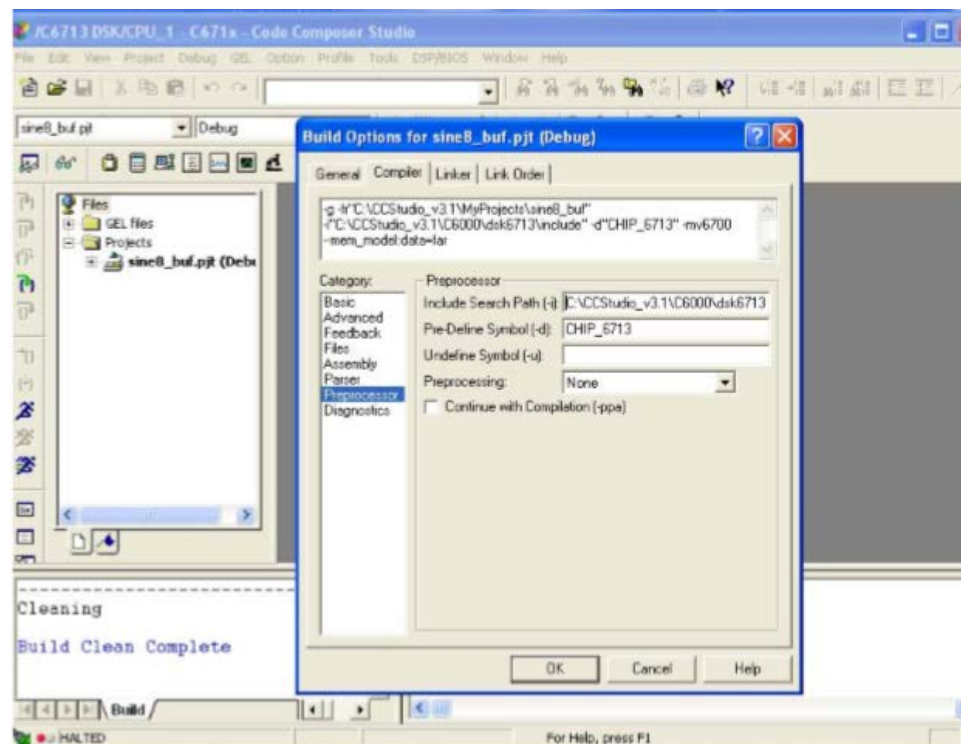 /C6713 DSK/CPU_1 - C671x - Code Composer Studio
File Edit View Project Debug GEL Option Profile Tools DSP/BIOS Window Help
sine8_buf.pjt
Debug
Files
GEL files
Projects
sine8_buf.pjt (Debu
Build Options for sine8_buf.pjt (Debug)
General Compiler Linker Link Order
-g -fr"C:\CCStudio_v3.1\MyProjects\sine8_buf"
-i"C:\CCStudio_v3.1\C6000\dsk6713\include" -d"CHIP_6713" -mv6700
--mem_model:data=far
Category:
Basic
Advanced
Feedback
Files
Assembly
Parser
Preprocessor
Diagnostics
Preprocessor
Include Search Path (-i): C:\CCStudio_v3.1\C6000\dsk6713
Pre-Define Symbol (-d): CHIP_6713
Undefine Symbol (-u):
Preprocessing: None
Continue with Compilation (-ppa)
OK Cancel Help
Cleaning
Build Clean Complete
Build
HALTED
For Help, press F1